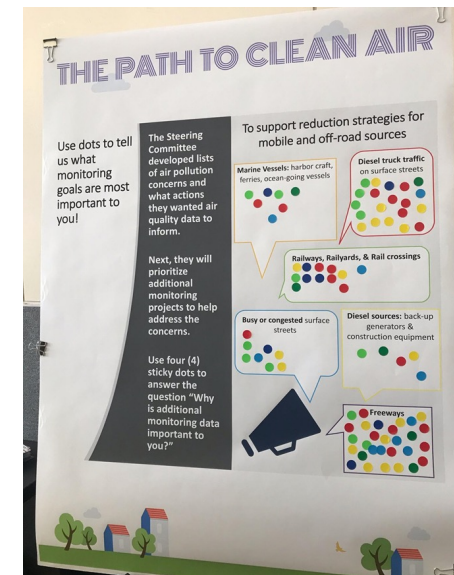 THE PATH TO CLEAN AIR
Use dots to tell
us what
monitoring
goals are most
important to
you!
The Steering
Committee
developed lists
of air pollution
concerns and
what actions
they wanted air
quality data to
inform.
Next, they will
prioritize
additional
monitoring
projects to help
address the
concerns.
Use four (4)
sticky dots to
answer the
question "Why
is additional
monitoring data
important to
you?"
To support reduction strategies for
mobile and off-road sources
Marine Vessels: harbor craft,
ferries, ocean-going vessels
Diesel truck traffic
on surface streets
Railways, Railyards, & Rail crossings
Busy or congested surface
streets
Diesel sources: back-up
generators &
construction equipment
Freeways